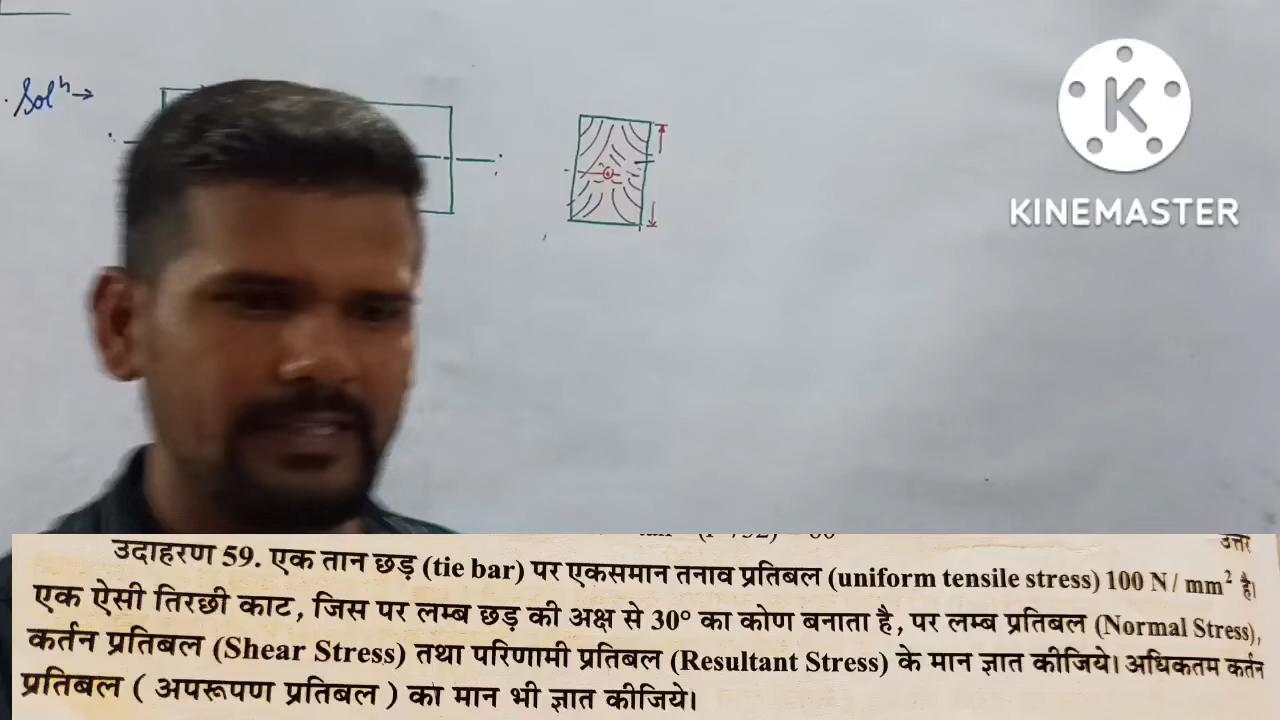 Solⁿ →
KINEMASTER
उत्तर
उदाहरण 59. एक तान छड़ (tie bar) पर एकसमान तनाव प्रतिबल (uniform tensile stress) 100 N / mm² है।
एक ऐसी तिरछी काट, जिस पर लम्ब छड़ की अक्ष से 30° का कोण बनाता है, पर लम्ब प्रतिबल (Normal Stress),
कर्तन प्रतिबल (Shear Stress) तथा परिणामी प्रतिबल (Resultant Stress) के मान ज्ञात कीजिये। अधिकतम कर्तन
प्रतिबल ( अपरूपण प्रतिबल ) का मान भी ज्ञात कीजिये।